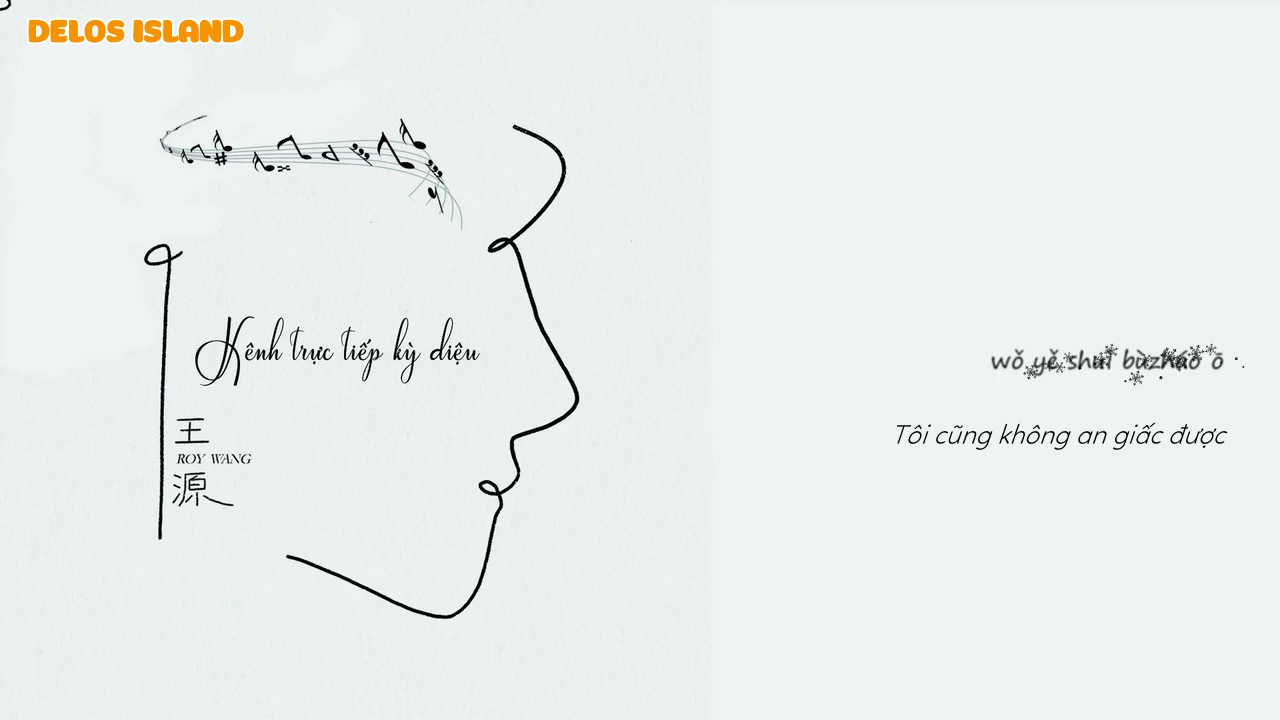 DELOS ISLAND
Kênh trực tiếp kỳ diệu
王
ROY WANG
源
wǒ yě shuì bùzháo ō
Tôi cũng không an giấc được